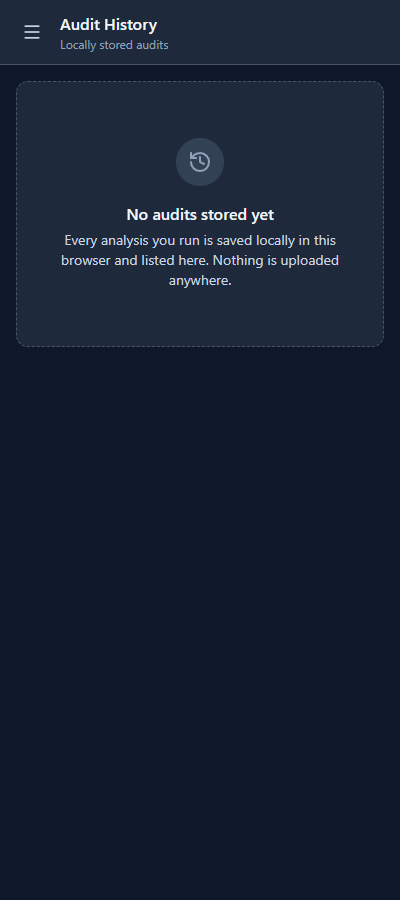 Audit History
Locally stored audits
No audits stored yet
Every analysis you run is saved locally in this
browser and listed here. Nothing is uploaded
anywhere.